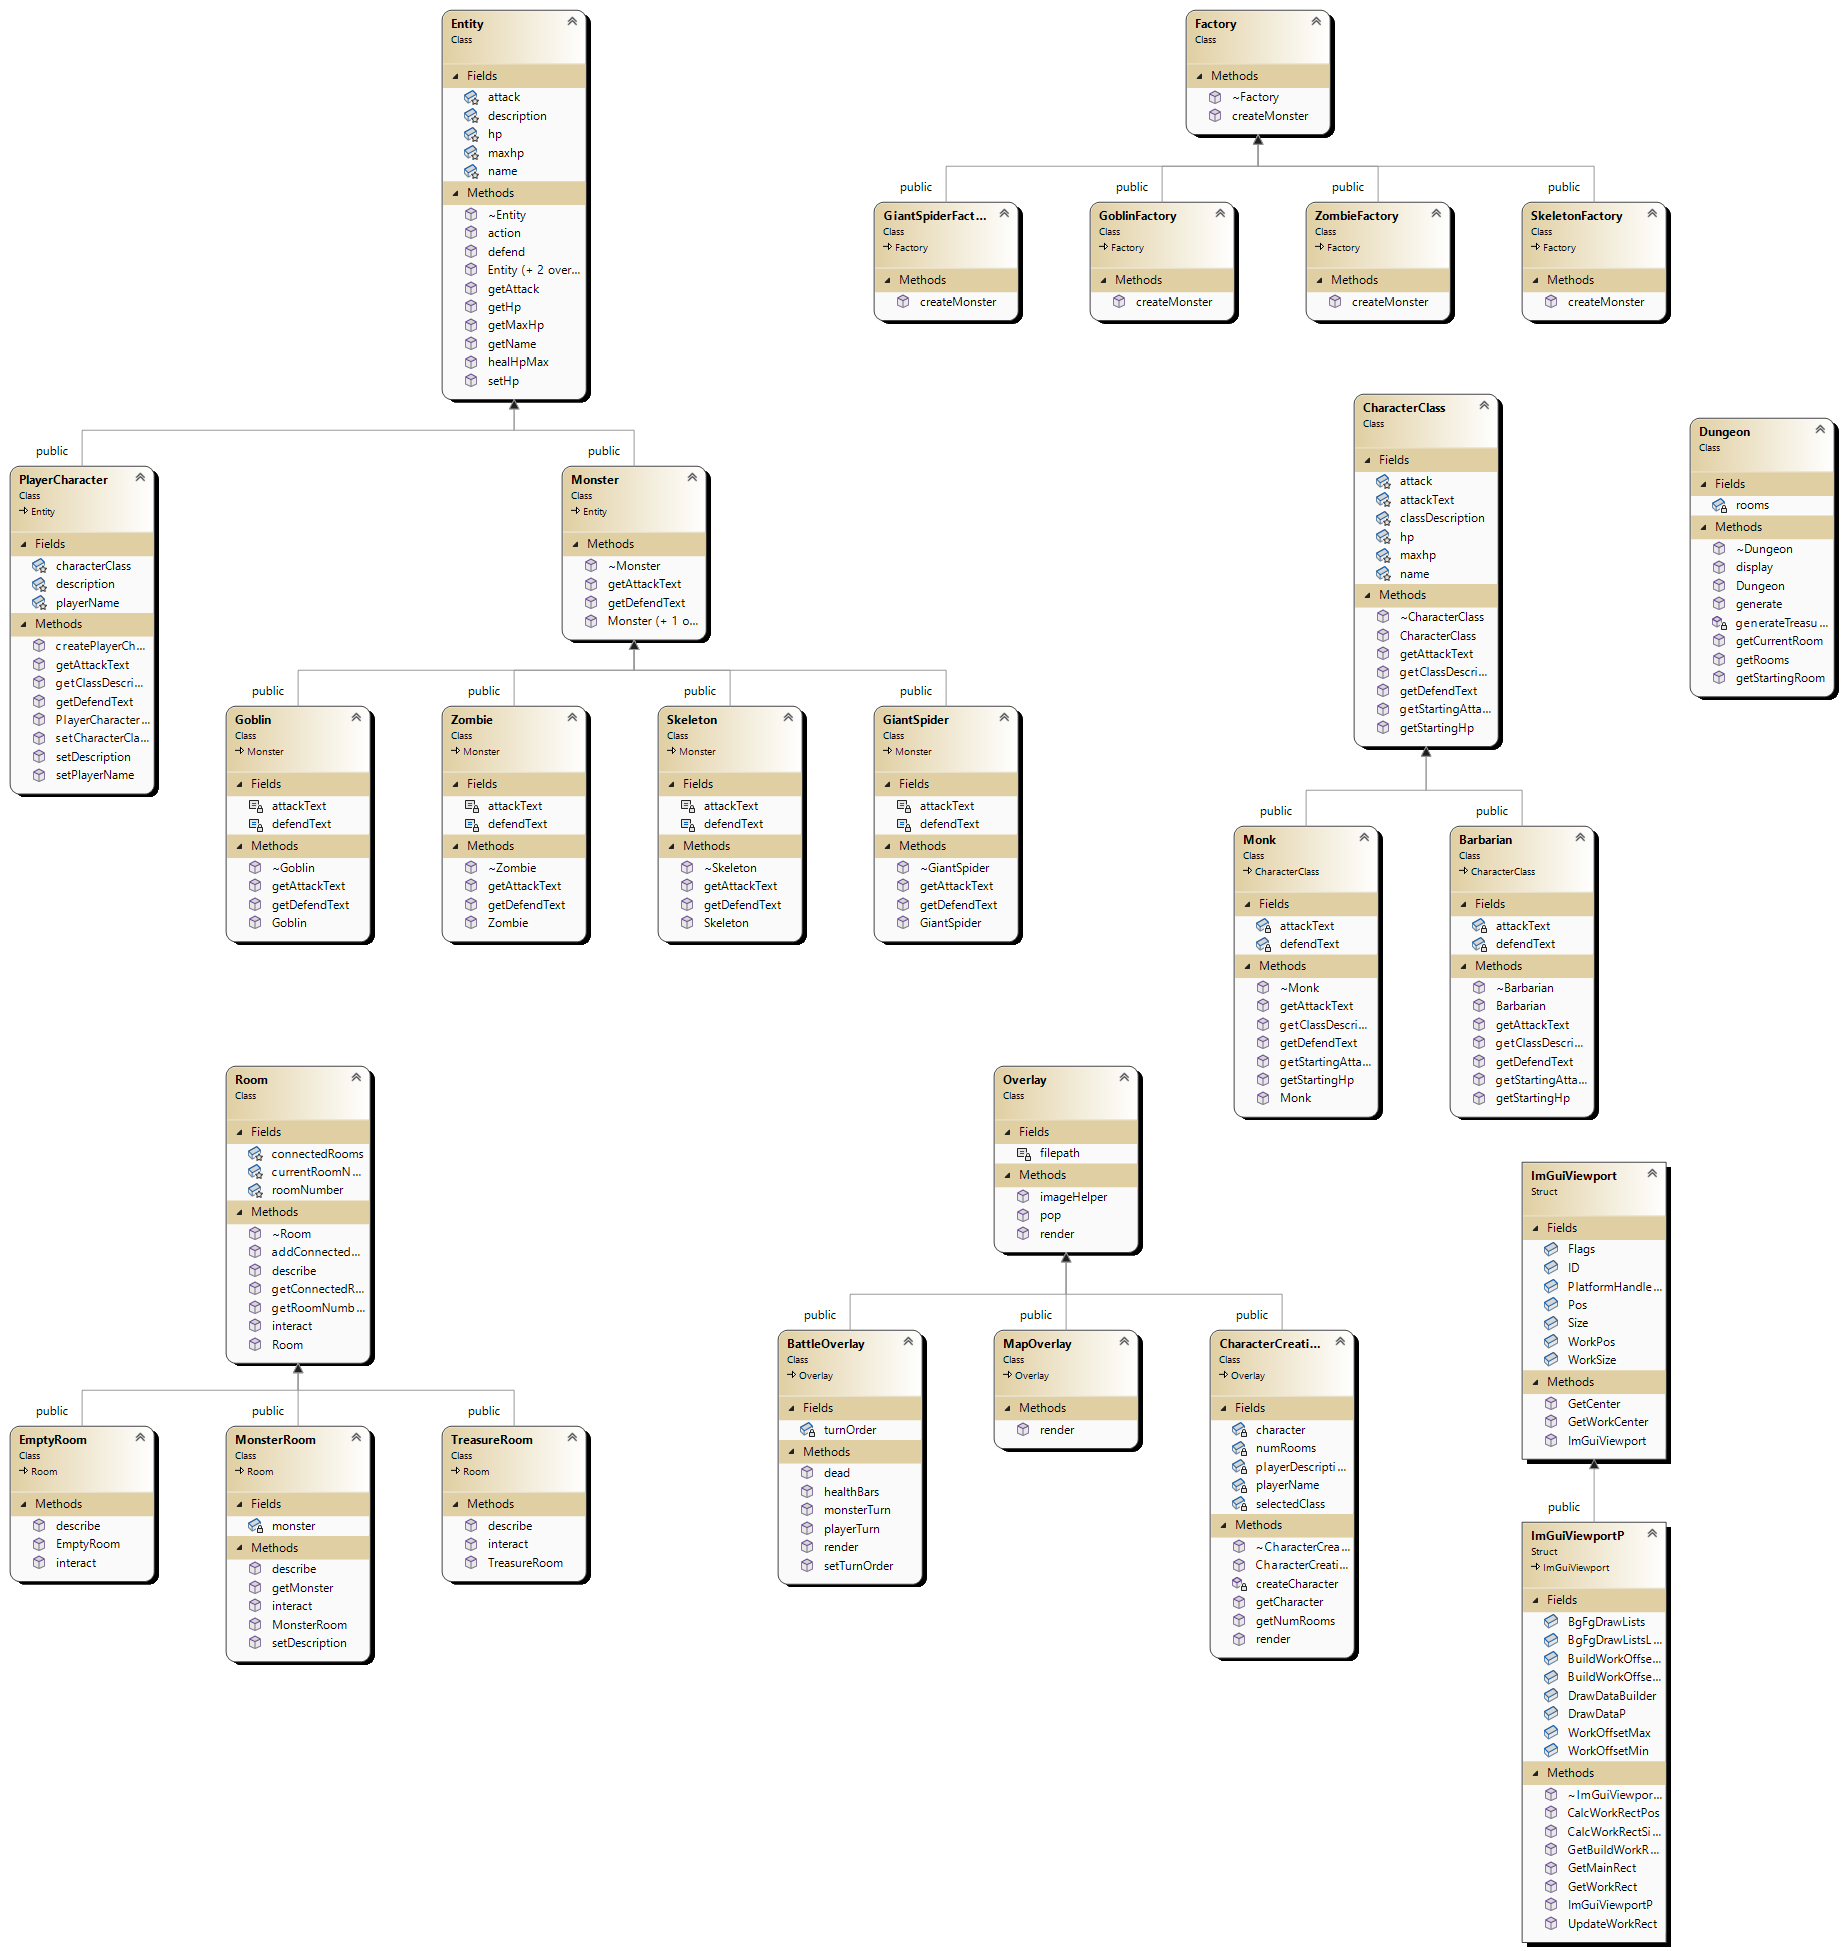 Entity
Class
Fields
attack
description
hp
maxhp
name
Methods
~Entity
action
defend
Entity (+ 2 over...
getAttack
getHp
getMaxHp
getName
healHpMax
setHp
Factory
Class
Methods
~Factory
createMonster
public
public
public
public
GiantSpiderFact...
Class
Factory
Methods
createMonster
GoblinFactory
Class
Factory
Methods
createMonster
ZombieFactory
Class
Factory
Methods
createMonster
SkeletonFactory
Class
Factory
Methods
createMonster
public
public
PlayerCharacter
Class
Entity
Fields
characterClass
description
playerName
Methods
createPlayerCh...
getAttackText
getClassDescri...
getDefendText
PlayerCharacter...
setCharacterCla...
setDescription
setPlayerName
Monster
Class
Entity
Methods
~Monster
getAttackText
getDefendText
Monster (+ 1 o...
CharacterClass
Class
Fields
attack
attackText
classDescription
hp
maxhp
name
Methods
~CharacterClass
CharacterClass
getAttackText
getClassDescri...
getDefendText
getStartingAtta...
getStartingHp
Dungeon
Class
Fields
rooms
Methods
~Dungeon
display
Dungeon
generate
generateTreasu...
getCurrentRoom
getRooms
getStartingRoom
public
public
public
public
Goblin
Class
Monster
Fields
attackText
defendText
Methods
~Goblin
getAttackText
getDefendText
Goblin
Zombie
Class
Monster
Fields
attackText
defendText
Methods
~Zombie
getAttackText
getDefendText
Zombie
Skeleton
Class
Monster
Fields
attackText
defendText
Methods
~Skeleton
getAttackText
getDefendText
Skeleton
GiantSpider
Class
Monster
Fields
attackText
defendText
Methods
~GiantSpider
getAttackText
getDefendText
GiantSpider
public
public
Monk
Class
CharacterClass
Fields
attackText
defendText
Methods
~Monk
getAttackText
getClassDescri...
getDefendText
getStartingAtta...
getStartingHp
Monk
Barbarian
Class
CharacterClass
Fields
attackText
defendText
Methods
~Barbarian
Barbarian
getAttackText
getClassDescri...
getDefendText
getStartingAtta...
getStartingHp
Room
Class
Fields
connectedRooms
currentRoomN...
roomNumber
Methods
~Room
addConnected...
describe
getConnectedR...
getRoomNumb...
interact
Room
Overlay
Class
Fields
filepath
Methods
imageHelper
pop
render
ImGuiViewport
Struct
Fields
Flags
ID
PlatformHandle...
Pos
Size
WorkPos
WorkSize
Methods
GetCenter
GetWorkCenter
ImGuiViewport
public
public
public
BattleOverlay
Class
Overlay
Fields
turnOrder
Methods
dead
healthBars
monsterTurn
playerTurn
render
setTurnOrder
MapOverlay
Class
Overlay
Methods
render
CharacterCreati...
Class
Overlay
Fields
character
numRooms
playerDescripti...
playerName
selectedClass
Methods
~CharacterCrea...
CharacterCreati...
createCharacter
getCharacter
getNumRooms
render
public
public
public
EmptyRoom
Class
Room
Methods
describe
EmptyRoom
interact
MonsterRoom
Class
Room
Fields
monster
Methods
describe
getMonster
interact
MonsterRoom
setDescription
TreasureRoom
Class
Room
Methods
describe
interact
TreasureRoom
public
ImGuiViewportP
Struct
ImGuiViewport
Fields
BgFgDrawLists
BgFgDrawListsL...
BuildWorkOffse...
BuildWorkOffse...
DrawDataBuilder
DrawDataP
WorkOffsetMax
WorkOffsetMin
Methods
~ImGuiViewpor...
CalcWorkRectPos
CalcWorkRectSi...
GetBuildWorkR...
GetMainRect
GetWorkRect
ImGuiViewportP
UpdateWorkRect